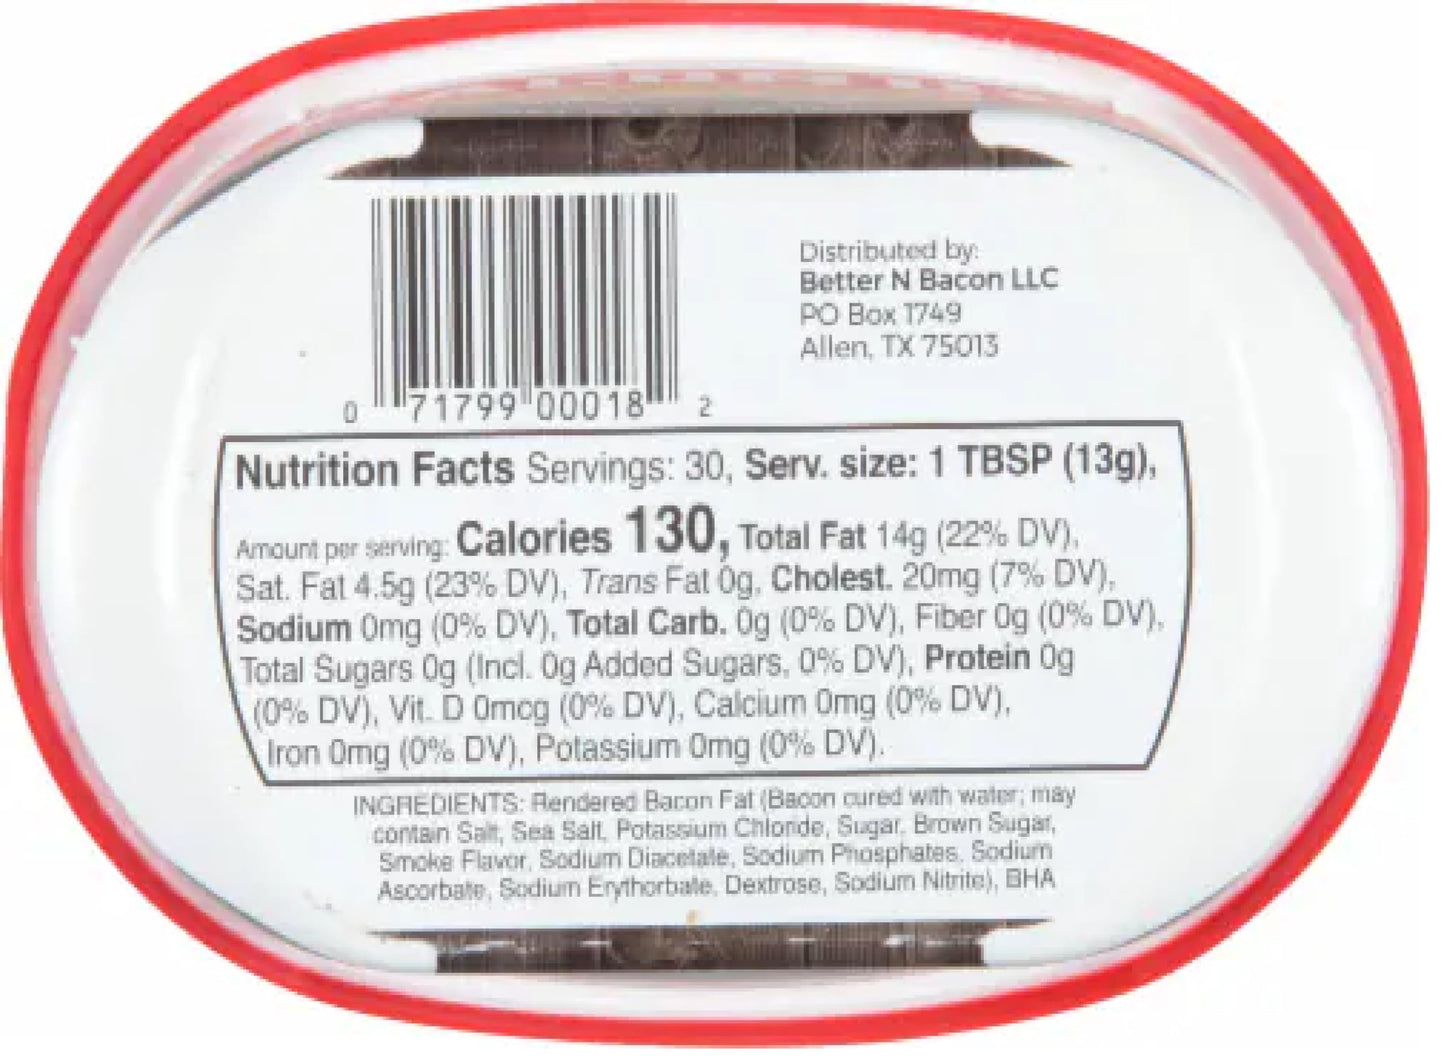 Distributed by:
Better N Bacon LLC
PO Box 1749
Allen, TX 75013
0 71799 00018 2
Nutrition Facts Servings: 30, Serv. size: 1 TBSP (13g),
Amount per serving: Calories 130, Total Fat 14g (22% DV),
Sat. Fat 4.5g (23% DV), Trans Fat 0g, Cholest. 20mg (7% DV),
Sodium 0mg (0% DV), Total Carb. 0g (0% DV), Fiber 0g (0% DV),
Total Sugars 0g (Incl. 0g Added Sugars, 0% DV), Protein 0g
(0% DV), Vit. D 0mcg (0% DV), Calcium 0mg (0% DV),
Iron 0mg (0% DV), Potassium 0mg (0% DV).
INGREDIENTS: Rendered Bacon Fat (Bacon cured with water; may
contain Salt, Sea Salt, Potassium Chloride, Sugar, Brown Sugar,
Smoke Flavor, Sodium Diacetate, Sodium Phosphates, Sodium
Ascorbate, Sodium Erythorbate, Dextrose, Sodium Nitrite), BHA